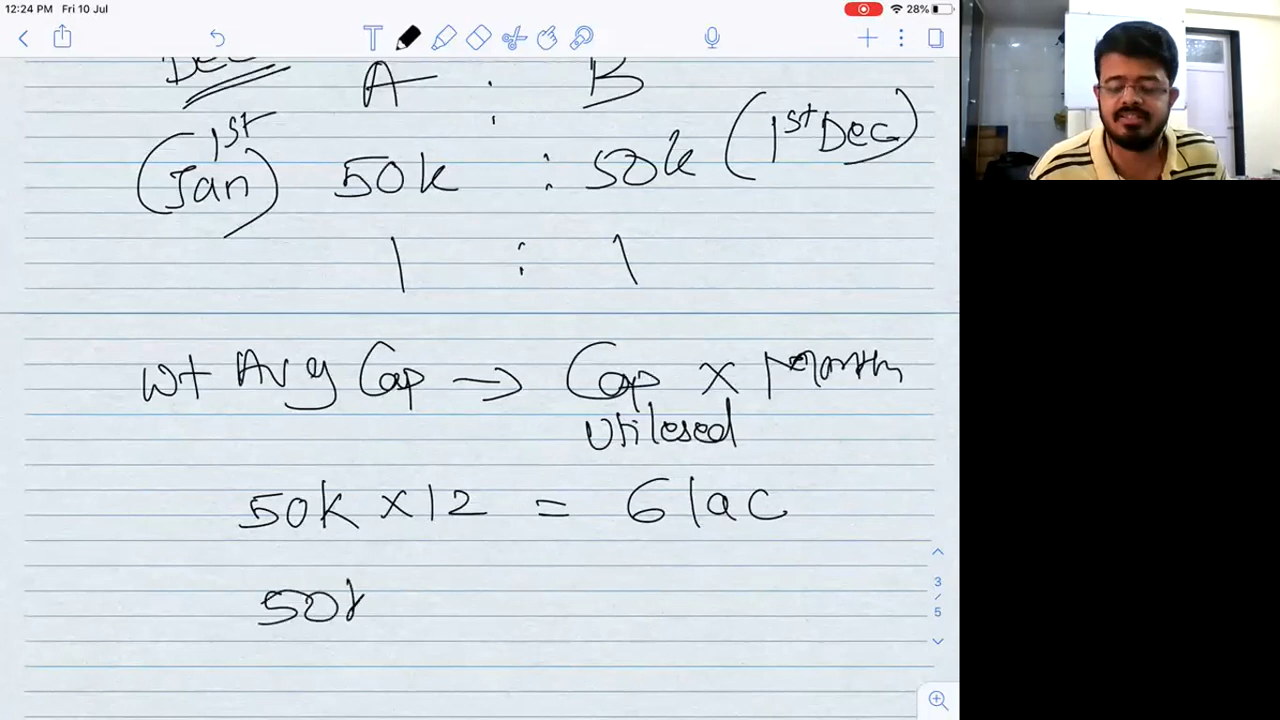 12:24 PM Fri 10 Jul 28%
Dec A : B
(1st Jan) 50k : 50k (1st Dec)
1 : 1
Wt Avg Cap → Cap Utilised × Month
50k × 12 = 6 lac
50k
3 / 5